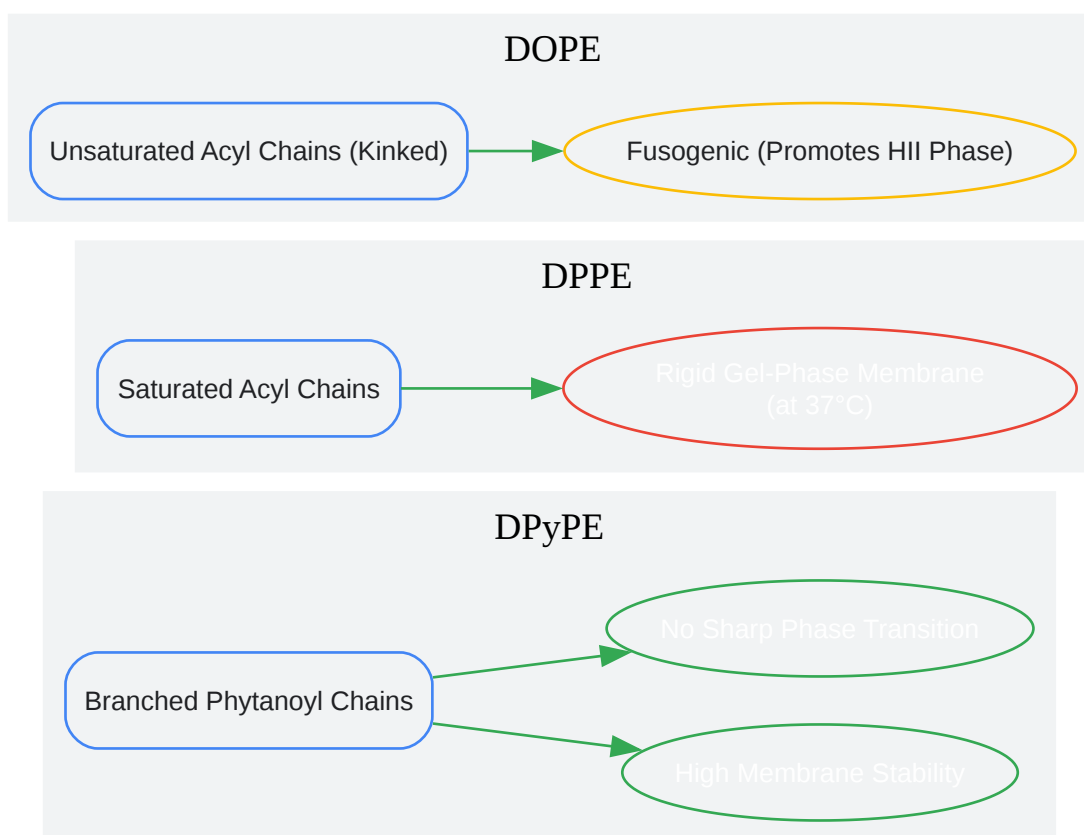 DOPE
Unsaturated Acyl Chains (Kinked)
Fusogenic (Promotes HII Phase)
DPPE
Saturated Acyl Chains
Rigid Gel-Phase Membrane
(at 37°C)
DPyPE
Branched Phytanoyl Chains
No Sharp Phase Transition
High Membrane Stability